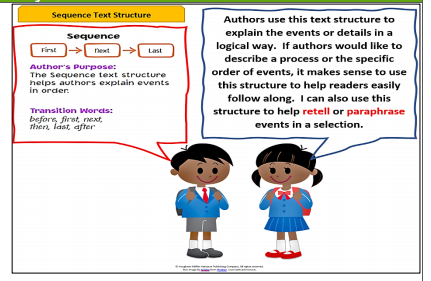 Sequence Text Structure
Sequence
First
Next
Last
Author's Purpose:
The Sequence text structure
helps authors explain events
in order.
Transition Words:
before, first, next,
then, last, after
Authors use this text structure to
explain the events or details in a
logical way. If authors would like to
describe a process or the specific
order of events, it makes sense to use
this structure to help readers easily
follow along. I can also use this
structure to help retell or paraphrase
events in a selection.